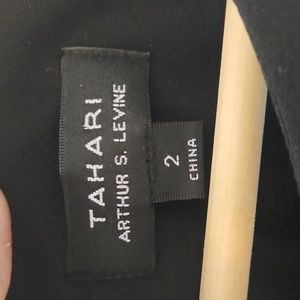 TAHARI
ARTHUR S. LEVINE
2
CHINA